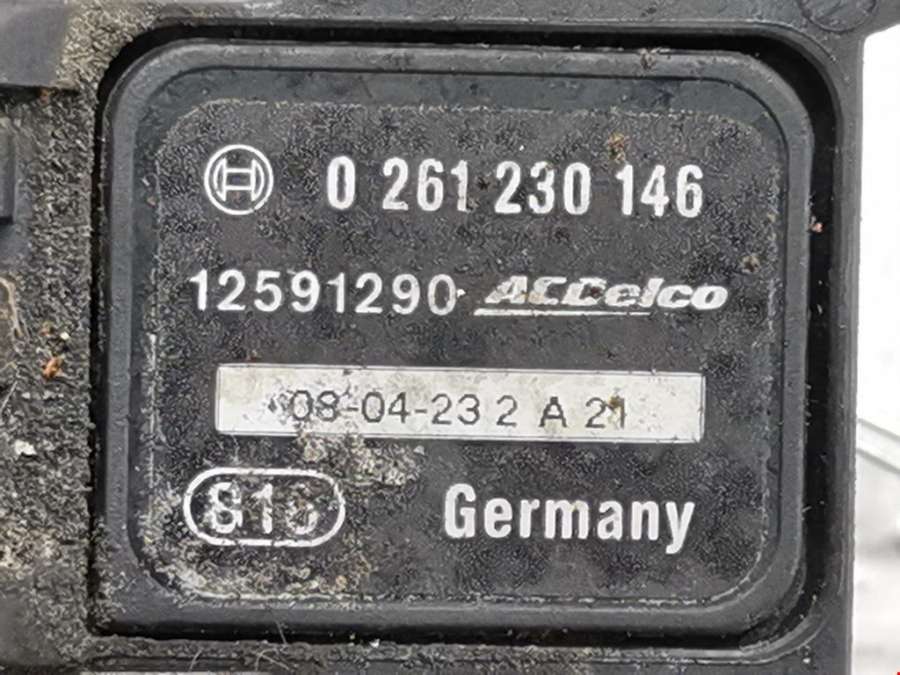 0 261 230 146
12591290 ACDelco
08-04-23 2 A 21
Germany